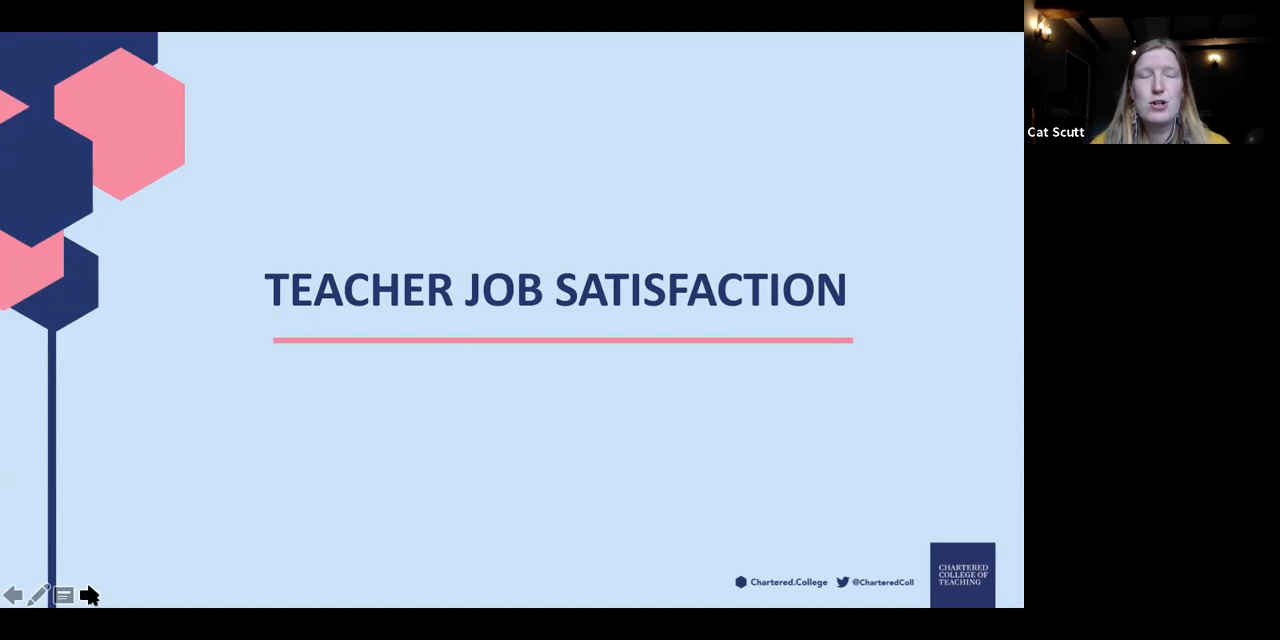 TEACHER JOB SATISFACTION
Cat Scutt
Chartered.College
@CharteredColl
CHARTERED
COLLEGE OF
TEACHING